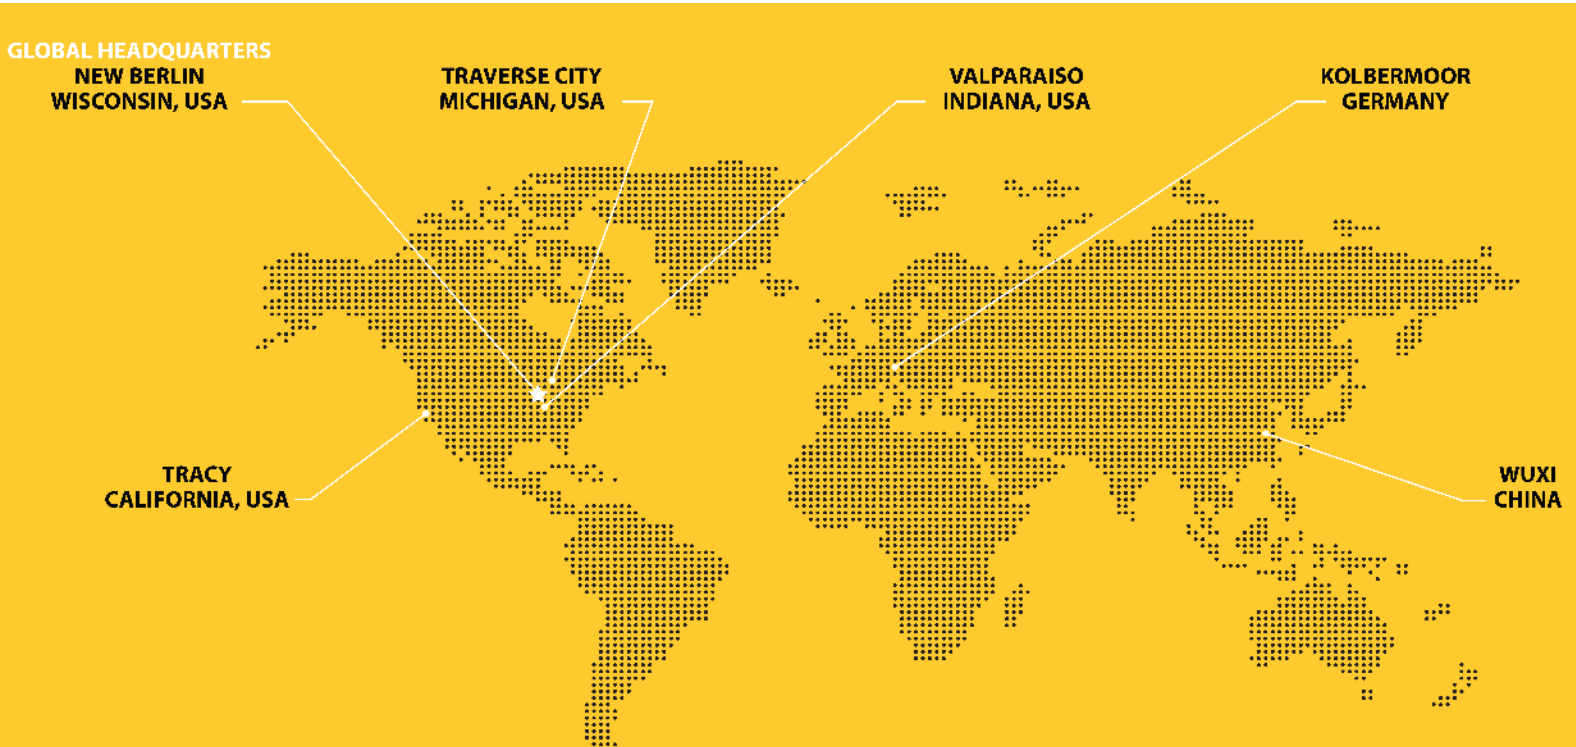 GLOBAL HEADQUARTERS
NEW BERLIN
WISCONSIN, USA
TRAVERSE CITY
MICHIGAN, USA
VALPARAISO
INDIANA, USA
KOLBERMOOR
GERMANY
TRACY
CALIFORNIA, USA
WUXI
CHINA